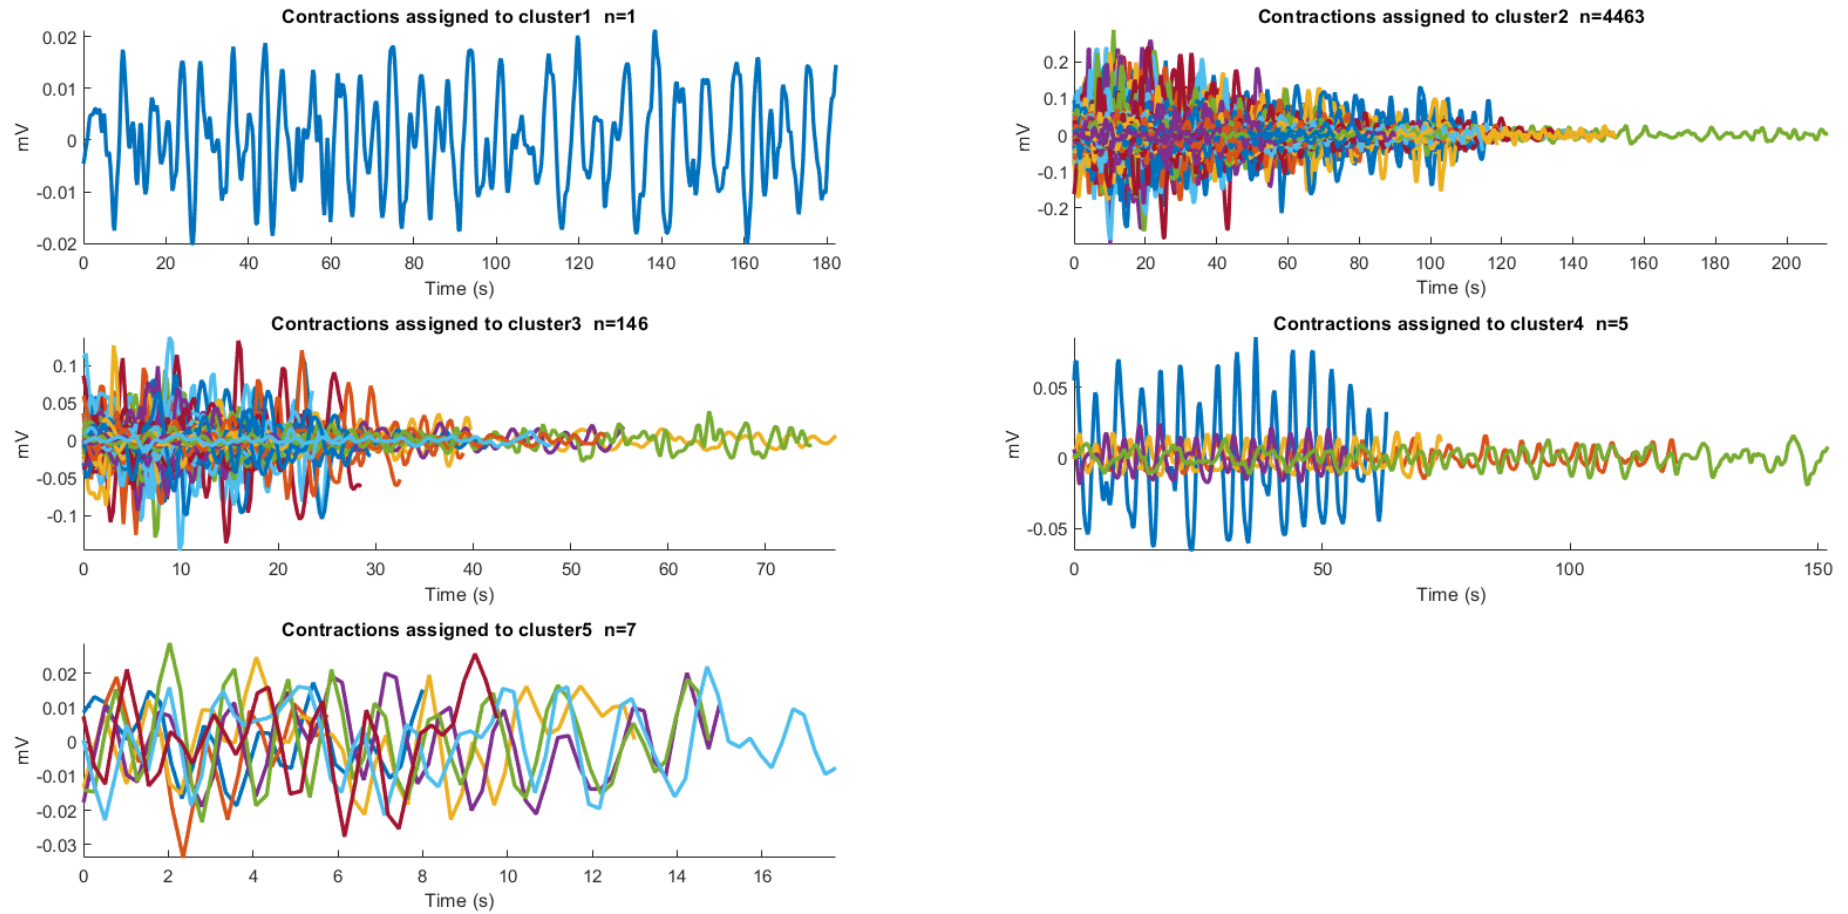 Contractions assigned to cluster1 n=1
0.02
0.01
0
-0.01
-0.02
mV
0 20 40 60 80 100 120 140 160 180
Time (s)
Contractions assigned to cluster2 n=4463
0.2
0.1
0
-0.1
-0.2
mV
0 20 40 60 80 100 120 140 160 180 200
Time (s)
Contractions assigned to cluster3 n=146
0.1
0.05
0
-0.05
-0.1
mV
0 10 20 30 40 50 60 70
Time (s)
Contractions assigned to cluster4 n=5
0.05
0
-0.05
mV
0 50 100 150
Time (s)
Contractions assigned to cluster5 n=7
0.02
0.01
0
-0.01
-0.02
-0.03
mV
0 2 4 6 8 10 12 14 16
Time (s)